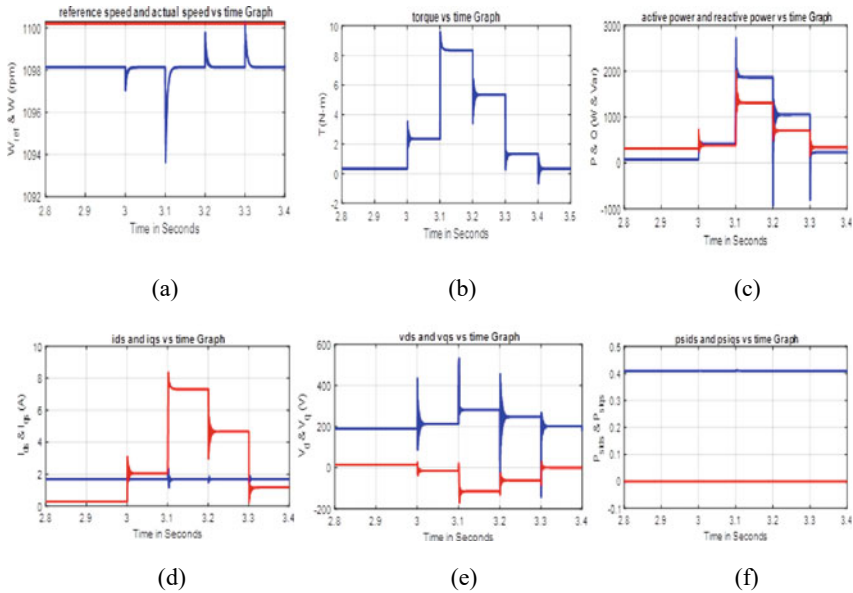 reference speed and actual speed vs time Graph
1100
1098
1096
1094
1092
W ref & W (rpm)
2.8 2.9 3 3.1 3.2 3.3 3.4
Time in Seconds
(a)
torque vs time Graph
10
8
6
4
2
0
-2
T (N-m)
2.8 2.9 3 3.1 3.2 3.3 3.4 3.5
Time in Seconds
(b)
active power and reactive power vs time Graph
3000
2000
1000
0
-1000
P & Q (W & Var)
2.8 2.9 3 3.1 3.2 3.3 3.4
Time in Seconds
(c)
ids and iqs vs time Graph
10
8
6
4
2
0
I ds & I qs (A)
2.8 2.9 3 3.1 3.2 3.3 3.4
Time in Seconds
(d)
vds and vqs vs time Graph
600
400
200
0
-200
V d & V q (V)
2.8 2.9 3 3.1 3.2 3.3 3.4
Time in Seconds
(e)
psids and psiqs vs time Graph
0.5
0.4
0.3
0.2
0.1
0
-0.1
P sids & P siqs
2.8 2.9 3 3.1 3.2 3.3 3.4
Time in Seconds
(f)